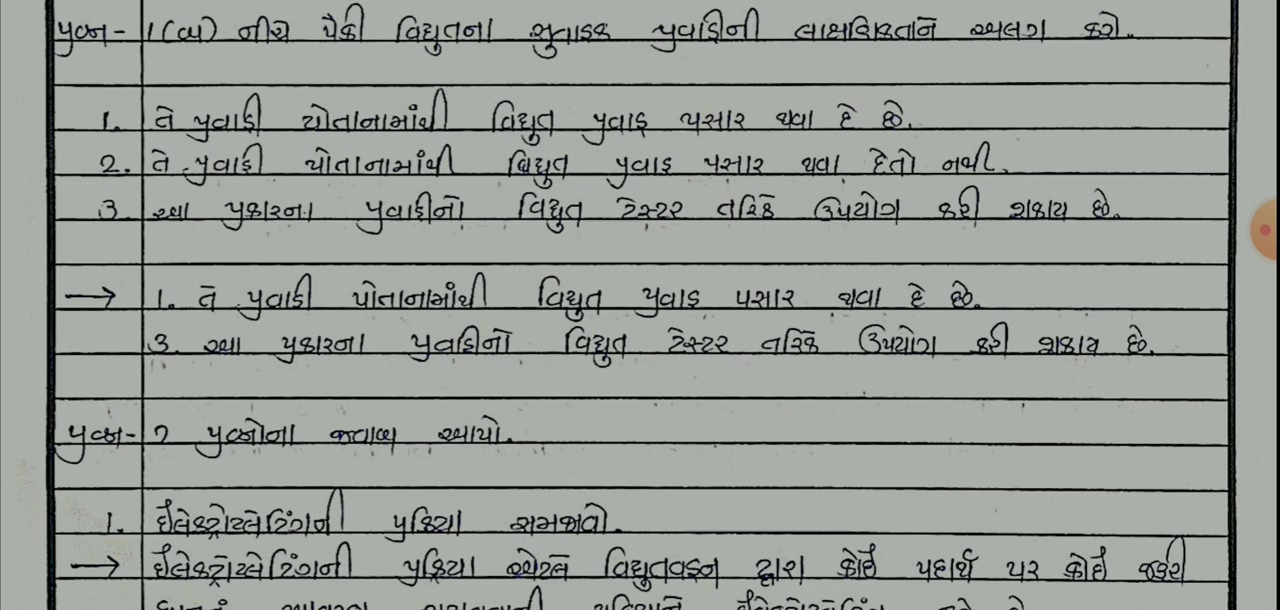 પ્રશ્ન - 1 (બ) નીચે પૈકી વિદ્યુતના સુવાહક પ્રવાહીની લાક્ષણિકતાને અલગ કરો.
1. તે પ્રવાહી પોતાનામાંથી વિદ્યુત પ્રવાહ પસાર થવા દે છે.
2. તે પ્રવાહી પોતાનામાંથી વિદ્યુત પ્રવાહ પસાર થવા દેતો નથી.
3. આ પ્રકારના પ્રવાહીનો વિદ્યુત ટેસ્ટર તરિકે ઉપયોગ કરી શકાય છે.
→ 1. તે પ્રવાહી પોતાનામાંથી વિદ્યુત પ્રવાહ પસાર થવા દે છે.
3. આ પ્રકારના પ્રવાહિનો વિદ્યુત ટેસ્ટર તરિકે ઉપયોગ કરી શકાય છે.
પ્રશ્ન - 2 પ્રશ્નોના જવાબ આપો.
1. ઈલેક્ટ્રોપ્લેટિંગની પ્રક્રિયા સમજાવો.
→ ઈલેક્ટ્રોપ્લેટિંગની પ્રક્રિયા એટલે વિદ્યુતવહન દ્વારા કોઈ પદાર્થ પર કોઈ જરૂરી